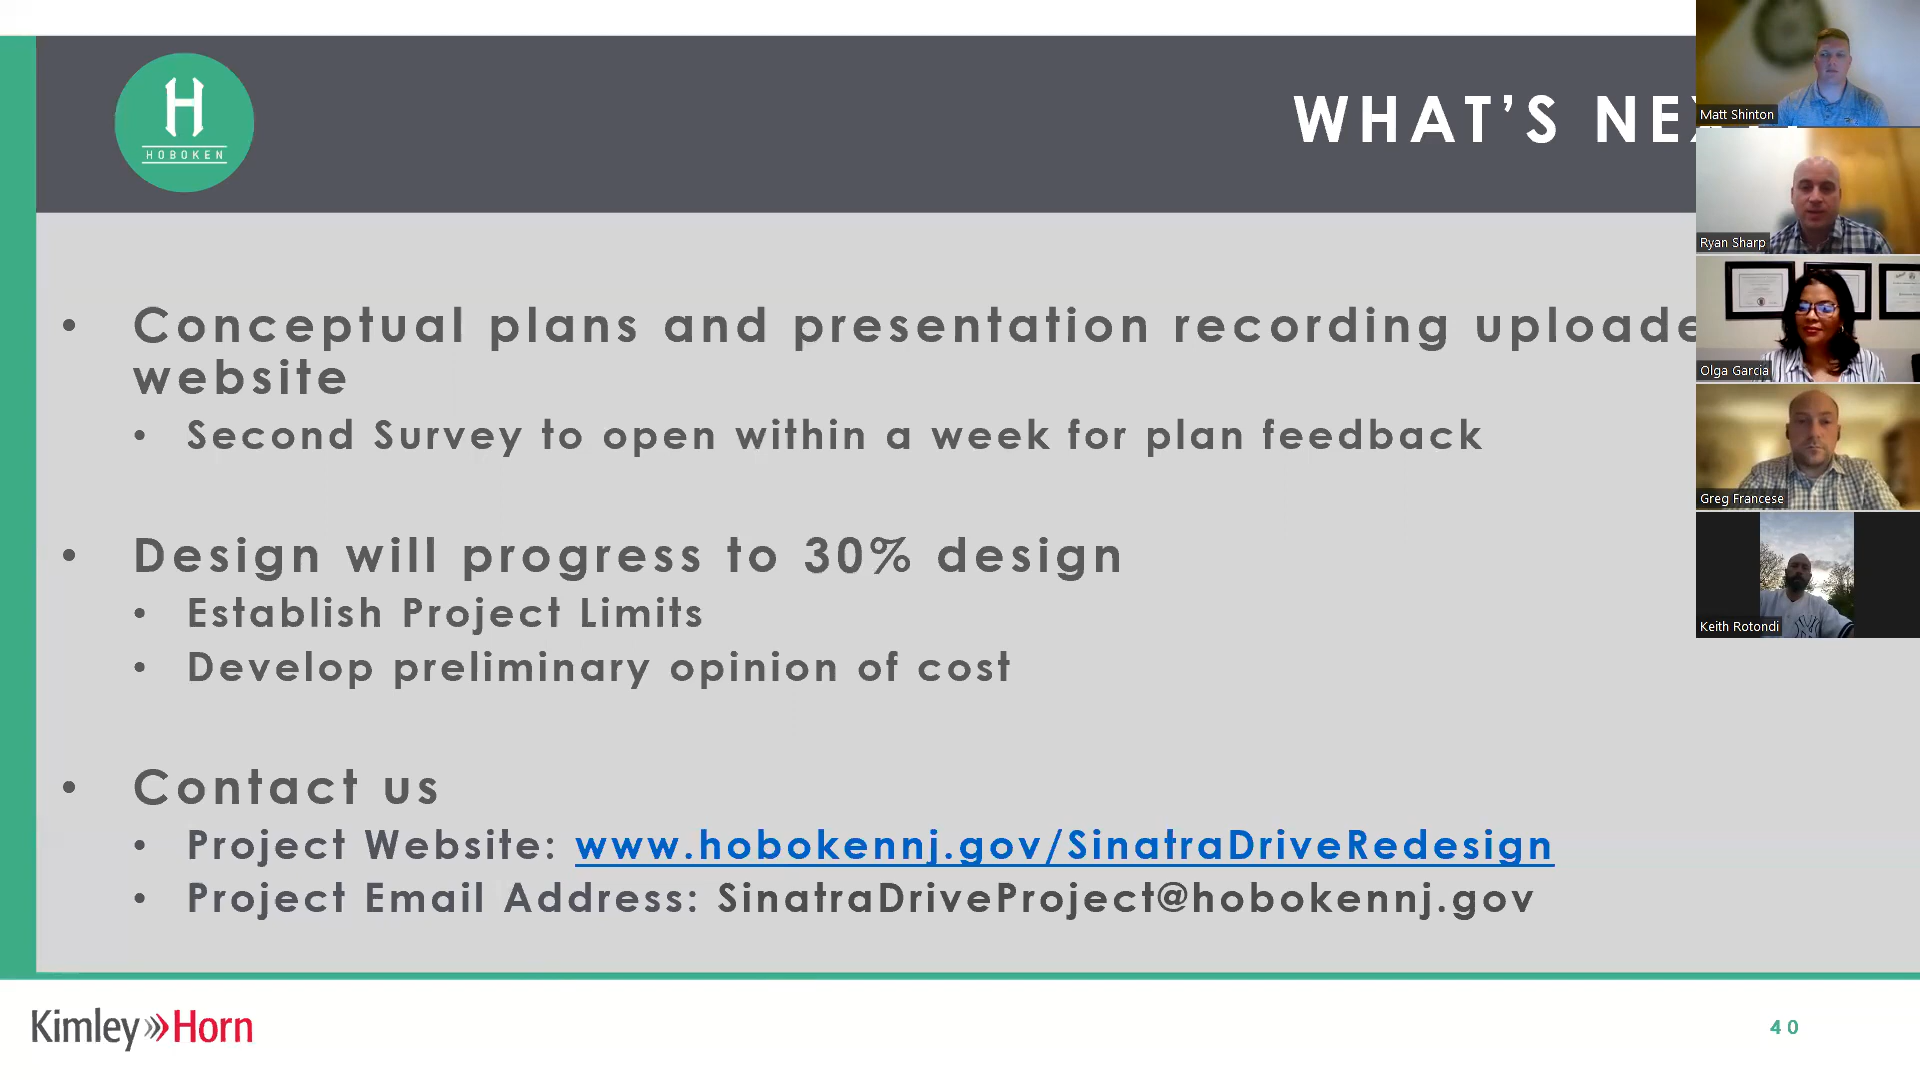 H
HOBOKEN
WHAT'S
Matt Shinton
Ryan Sharp
Olga Garcia
Greg Francese
Keith Rotondi
• Conceptual plans and presentation recording
website
• Second Survey to open within a week for plan feedback
• Design will progress to 30% design
• Establish Project Limits
• Develop preliminary opinion of cost
• Contact us
• Project Website: www.hobokennj.gov/SinatraDriveRedesign
• Project Email Address: SinatraDriveProject@hobokennj.gov
Kimley»Horn
40